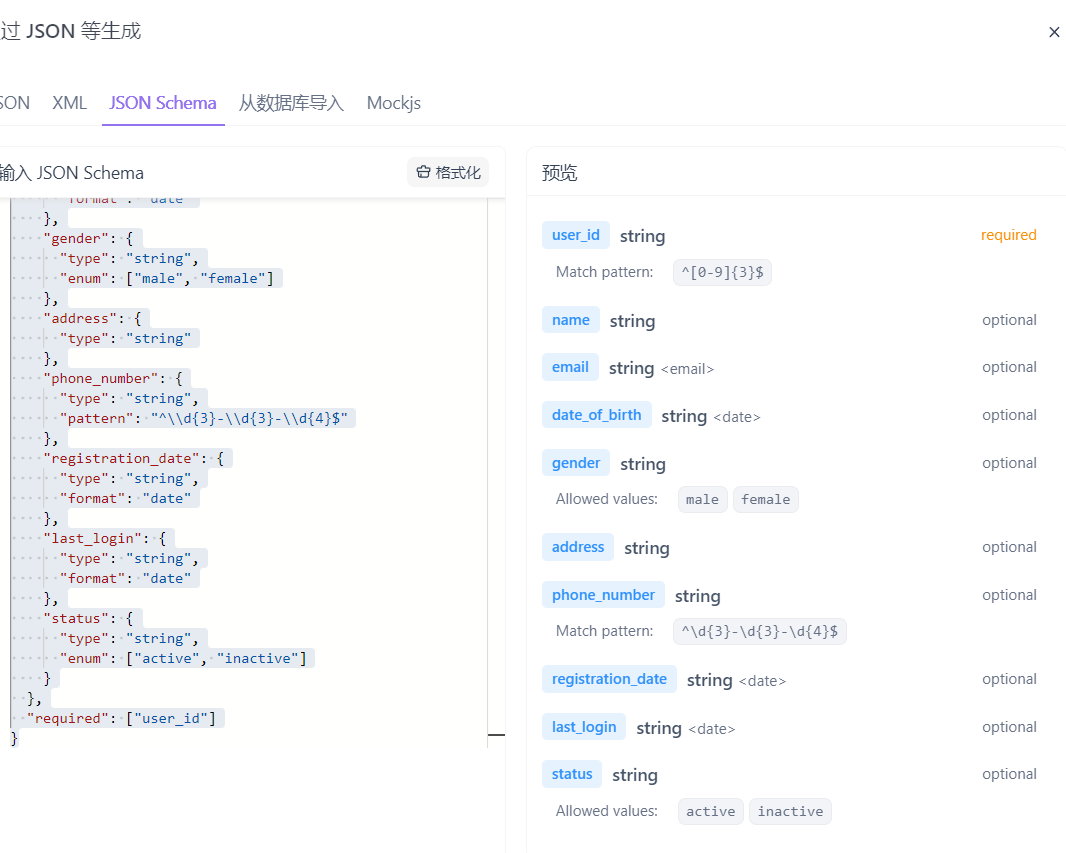 过 JSON 等生成
×
SON XML JSON Schema 从数据库导入 Mockjs
输入 JSON Schema
格式化
"format": "date"
},
"gender": {
"type": "string",
"enum": ["male", "female"]
},
"address": {
"type": "string"
},
"phone_number": {
"type": "string",
"pattern": "^\\d{3}-\\d{3}-\\d{4}$"
},
"registration_date": {
"type": "string",
"format": "date"
},
"last_login": {
"type": "string",
"format": "date"
},
"status": {
"type": "string",
"enum": ["active", "inactive"]
}
},
"required": ["user_id"]
}
预览
user_id string required
Match pattern: ^[0-9]{3}$
name string optional
email string <email> optional
date_of_birth string <date> optional
gender string optional
Allowed values: male female
address string optional
phone_number string optional
Match pattern: ^\d{3}-\d{3}-\d{4}$
registration_date string <date> optional
last_login string <date> optional
status string optional
Allowed values: active inactive